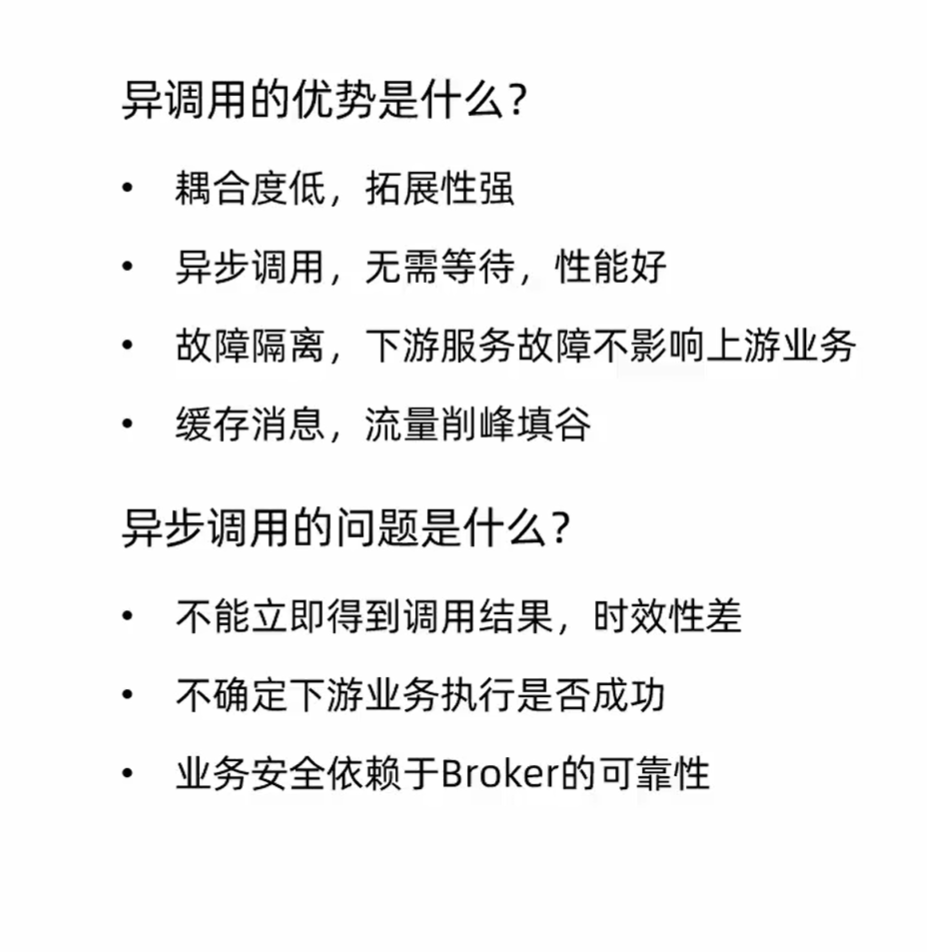 异调用的优势是什么?
• 耦合度低，拓展性强
• 异步调用，无需等待，性能好
• 故障隔离，下游服务故障不影响上游业务
• 缓存消息，流量削峰填谷
异步调用的问题是什么?
• 不能立即得到调用结果，时效性差
• 不确定下游业务执行是否成功
• 业务安全依赖于Broker的可靠性